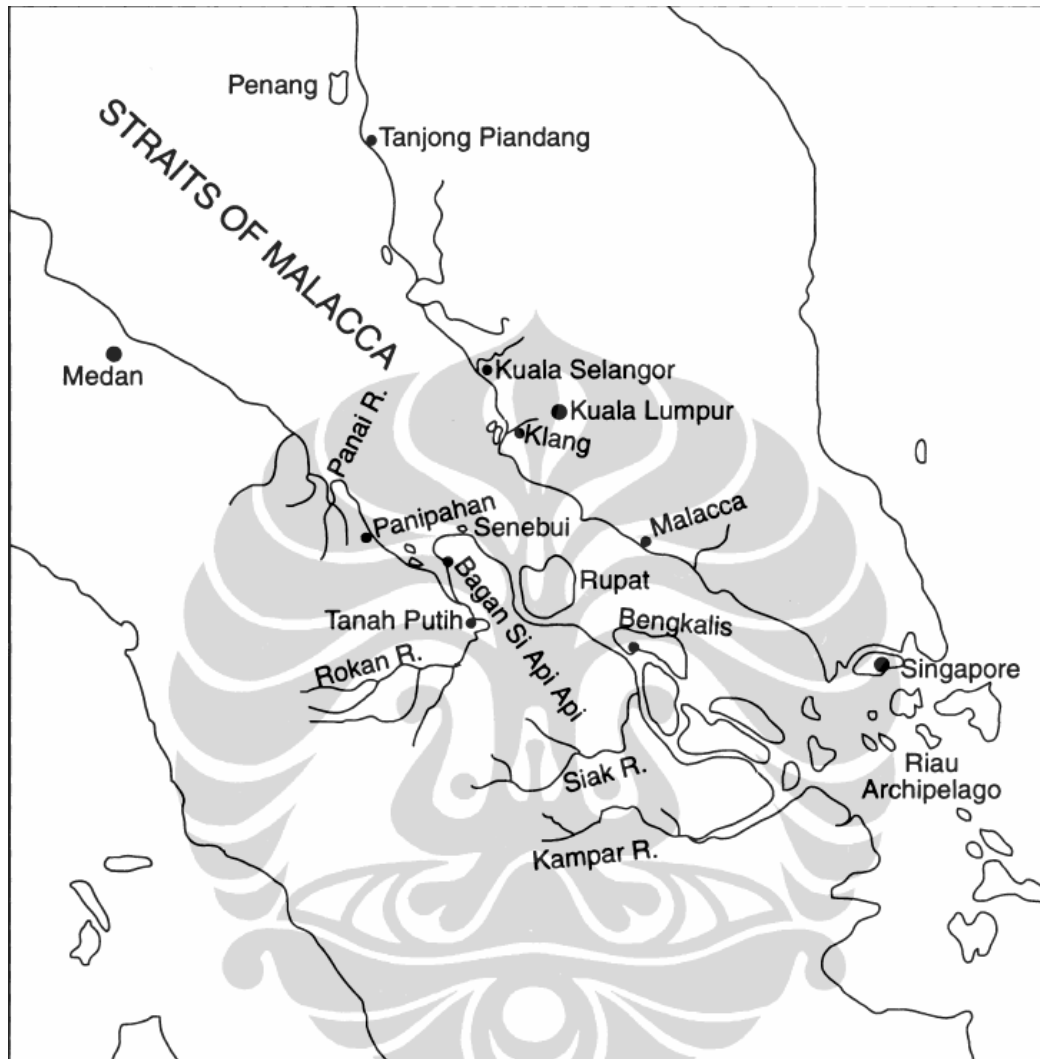 Penang
Tanjong Piandang
STRAITS OF MALACCA
Medan
Kuala Selangor
Kuala Lumpur
Klang
Panai R.
Panipahan
Senebui
Malacca
Bagan Si Api Api
Rupat
Tanah Putih
Bengkalis
Rokan R.
Singapore
Siak R.
Riau
Archipelago
Kampar R.